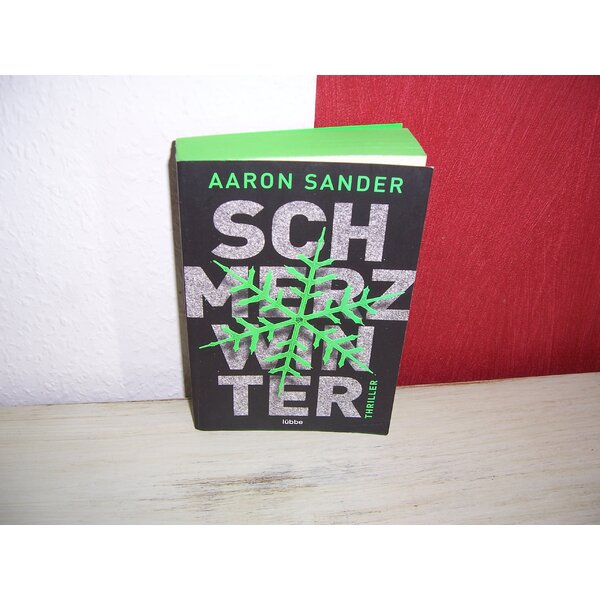 AARON SANDER
SCH
MERZ
WIN
TER
THRILLER
lübbe